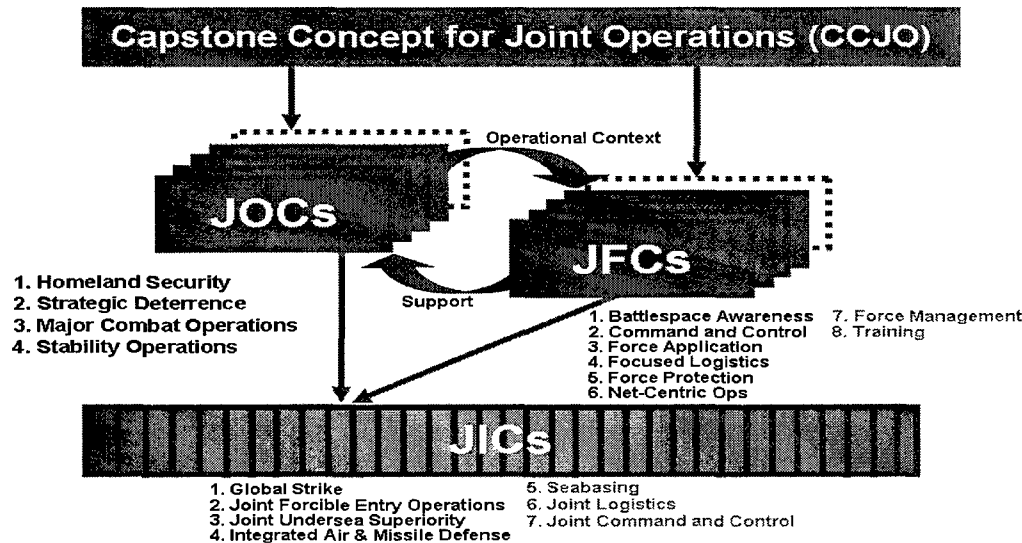 Capstone Concept for Joint Operations (CCJO)
Operational Context
JOCs
JFCs
Support
1. Homeland Security
2. Strategic Deterrence
3. Major Combat Operations
4. Stability Operations
1. Battlespace Awareness
2. Command and Control
3. Force Application
4. Focused Logistics
5. Force Protection
6. Net-Centric Ops
7. Force Management
8. Training
JICs
1. Global Strike
2. Joint Forcible Entry Operations
3. Joint Undersea Superiority
4. Integrated Air & Missile Defense
5. Seabasing
6. Joint Logistics
7. Joint Command and Control